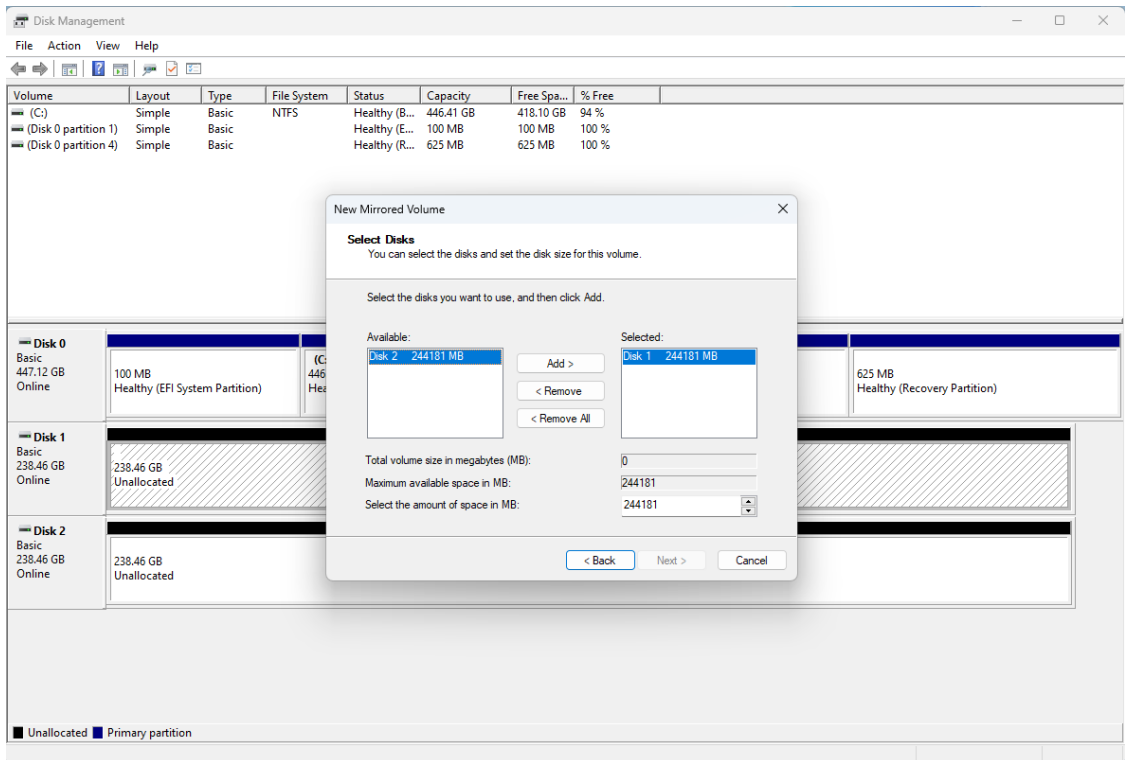 Disk Management
File Action View Help
Volume Layout Type File System Status Capacity Free Spa... % Free
(C:) Simple Basic NTFS Healthy (B... 446.41 GB 418.10 GB 94 %
(Disk 0 partition 1) Simple Basic Healthy (E... 100 MB 100 MB 100 %
(Disk 0 partition 4) Simple Basic Healthy (R... 625 MB 625 MB 100 %
New Mirrored Volume
Select Disks
You can select the disks and set the disk size for this volume.
Select the disks you want to use, and then click Add.
Available:
Disk 2 244181 MB
Add >
< Remove
< Remove All
Selected:
Disk 1 244181 MB
Total volume size in megabytes (MB): 0
Maximum available space in MB: 244181
Select the amount of space in MB: 244181
< Back Next > Cancel
Disk 0
Basic
447.12 GB
Online
100 MB
Healthy (EFI System Partition)
(C:
446
Hea
625 MB
Healthy (Recovery Partition)
Disk 1
Basic
238.46 GB
Online
238.46 GB
Unallocated
Disk 2
Basic
238.46 GB
Online
238.46 GB
Unallocated
Unallocated Primary partition